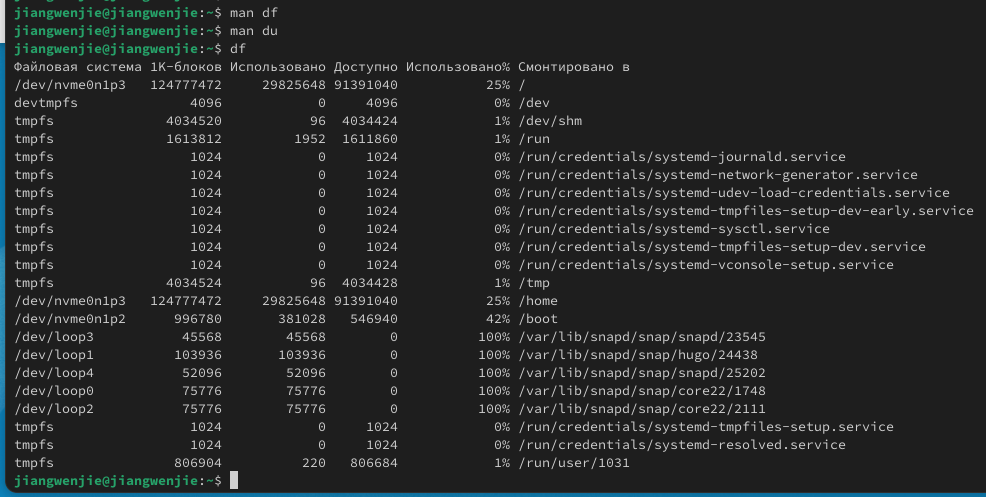 jiangwenjie@jiangwenjie:~$ man df
jiangwenjie@jiangwenjie:~$ man du
jiangwenjie@jiangwenjie:~$ df
Файловая система 1K-блоков Использовано Доступно Использовано% Смонтировано в
/dev/nvme0n1p3 124777472 29825648 91391040 25% /
devtmpfs 4096 0 4096 0% /dev
tmpfs 4034520 96 4034424 1% /dev/shm
tmpfs 1613812 1952 1611860 1% /run
tmpfs 1024 0 1024 0% /run/credentials/systemd-journald.service
tmpfs 1024 0 1024 0% /run/credentials/systemd-network-generator.service
tmpfs 1024 0 1024 0% /run/credentials/systemd-udev-load-credentials.service
tmpfs 1024 0 1024 0% /run/credentials/systemd-tmpfiles-setup-dev-early.service
tmpfs 1024 0 1024 0% /run/credentials/systemd-sysctl.service
tmpfs 1024 0 1024 0% /run/credentials/systemd-tmpfiles-setup-dev.service
tmpfs 1024 0 1024 0% /run/credentials/systemd-vconsole-setup.service
tmpfs 4034524 96 4034428 1% /tmp
/dev/nvme0n1p3 124777472 29825648 91391040 25% /home
/dev/nvme0n1p2 996780 381028 546940 42% /boot
/dev/loop3 45568 45568 0 100% /var/lib/snapd/snap/snapd/23545
/dev/loop1 103936 103936 0 100% /var/lib/snapd/snap/hugo/24438
/dev/loop4 52096 52096 0 100% /var/lib/snapd/snap/snapd/25202
/dev/loop0 75776 75776 0 100% /var/lib/snapd/snap/core22/1748
/dev/loop2 75776 75776 0 100% /var/lib/snapd/snap/core22/2111
tmpfs 1024 0 1024 0% /run/credentials/systemd-tmpfiles-setup.service
tmpfs 1024 0 1024 0% /run/credentials/systemd-resolved.service
tmpfs 806904 220 806684 1% /run/user/1031
jiangwenjie@jiangwenjie:~$